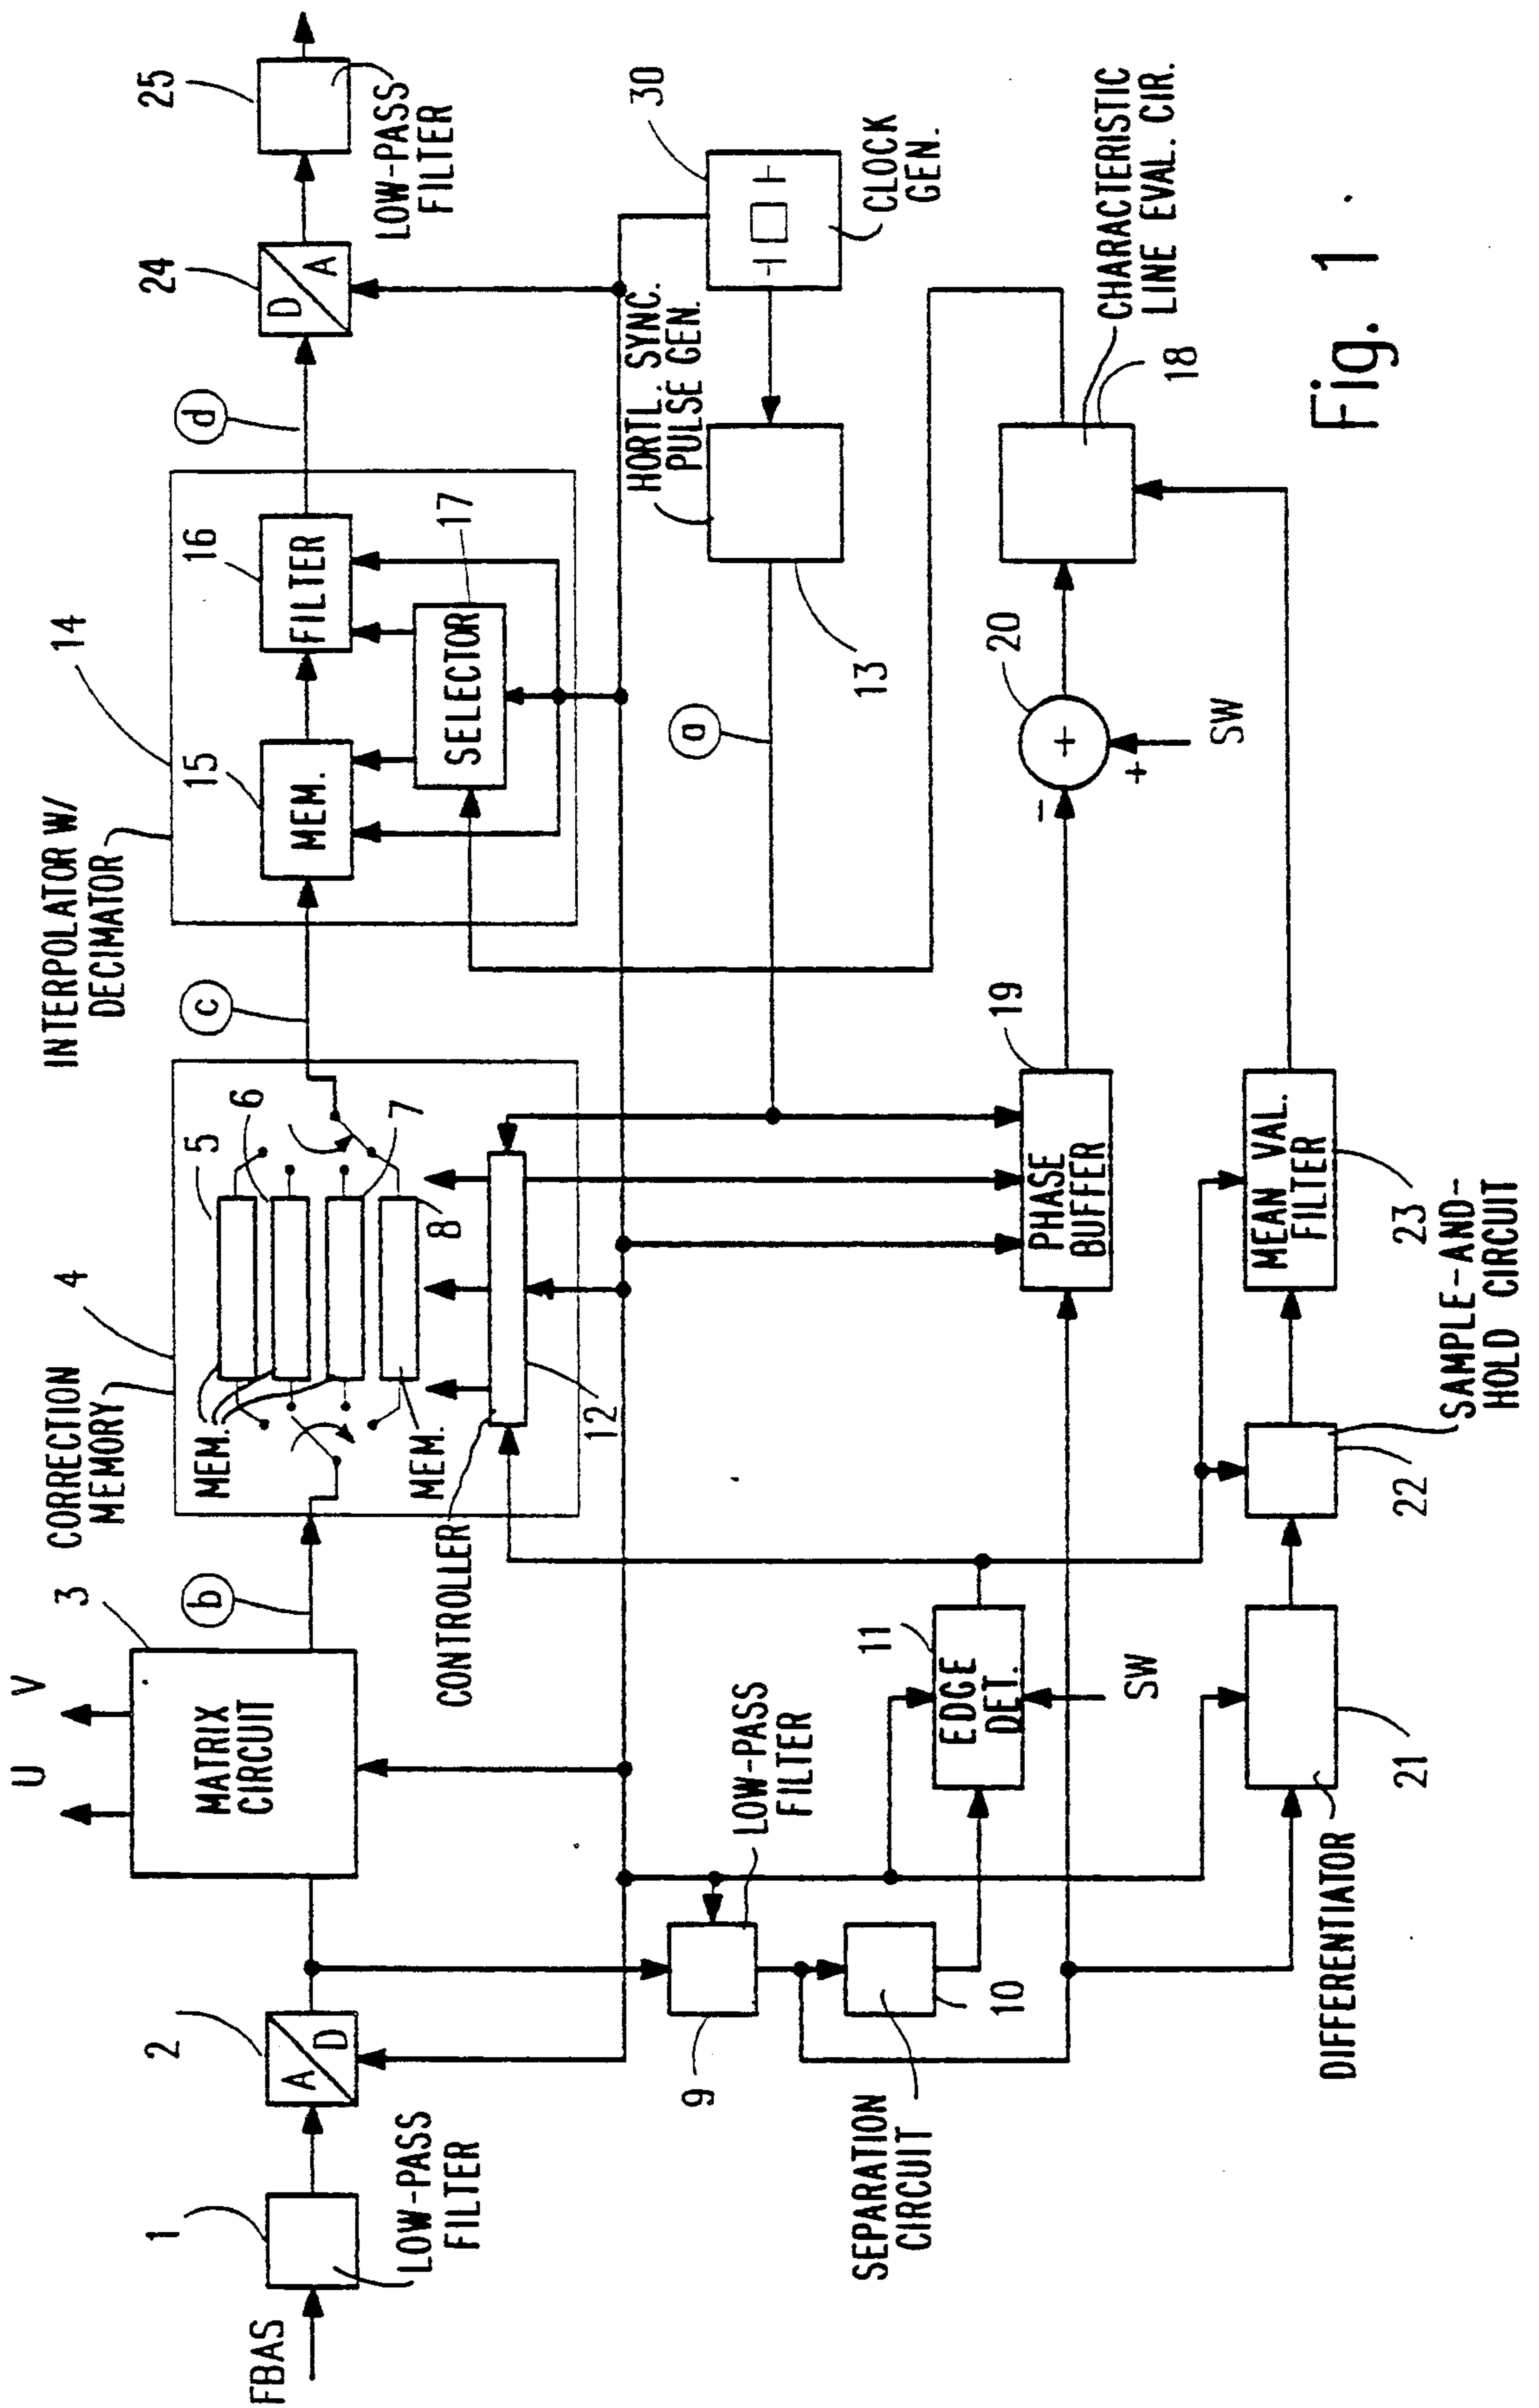 FBAS
1
LOW-PASS
FILTER
2
A
D
U
V
MATRIX
CIRCUIT
3
b
CORRECTION
MEMORY
4
MEM.
5
6
7
8
MEM.
CONTROLLER
12
c
INTERPOLATOR W/
DECIMATOR
14
15
MEM.
16
FILTER
17
SELECTOR
d
24
D
A
25
LOW-PASS
FILTER
30
CLOCK
GEN.
HORTL. SYNC.
PULSE GEN.
13
a
9
LOW-PASS
FILTER
10
SEPARATION
CIRCUIT
11
EDGE
DET.
SW
19
PHASE
BUFFER
20
+
−
+
SW
18
CHARACTERISTIC
LINE EVAL. CIR.
21
DIFFERENTIATOR
22
SAMPLE-AND-
HOLD CIRCUIT
23
MEAN VAL.
FILTER
Fig. 1